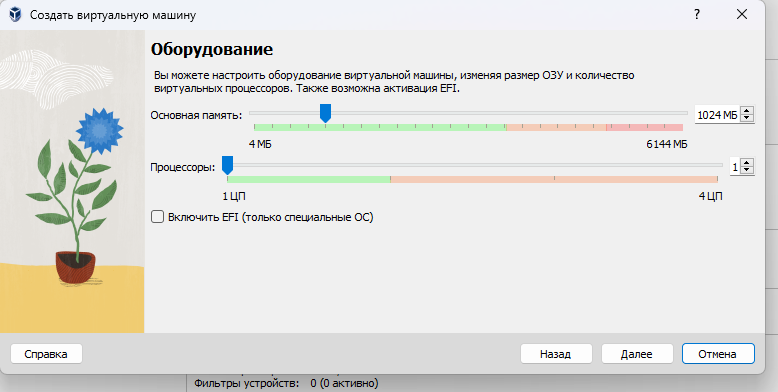 Создать виртуальную машину
?
Оборудование
Вы можете настроить оборудование виртуальной машины, изменяя размер ОЗУ и количество
виртуальных процессоров. Также возможна активация EFI.
Основная память: 1024 МБ
4 МБ 6144 МБ
Процессоры: 1
1 ЦП 4 ЦП
Включить EFI (только специальные ОС)
Справка Назад Далее Отмена
Фильтры устройств: 0 (0 активно)